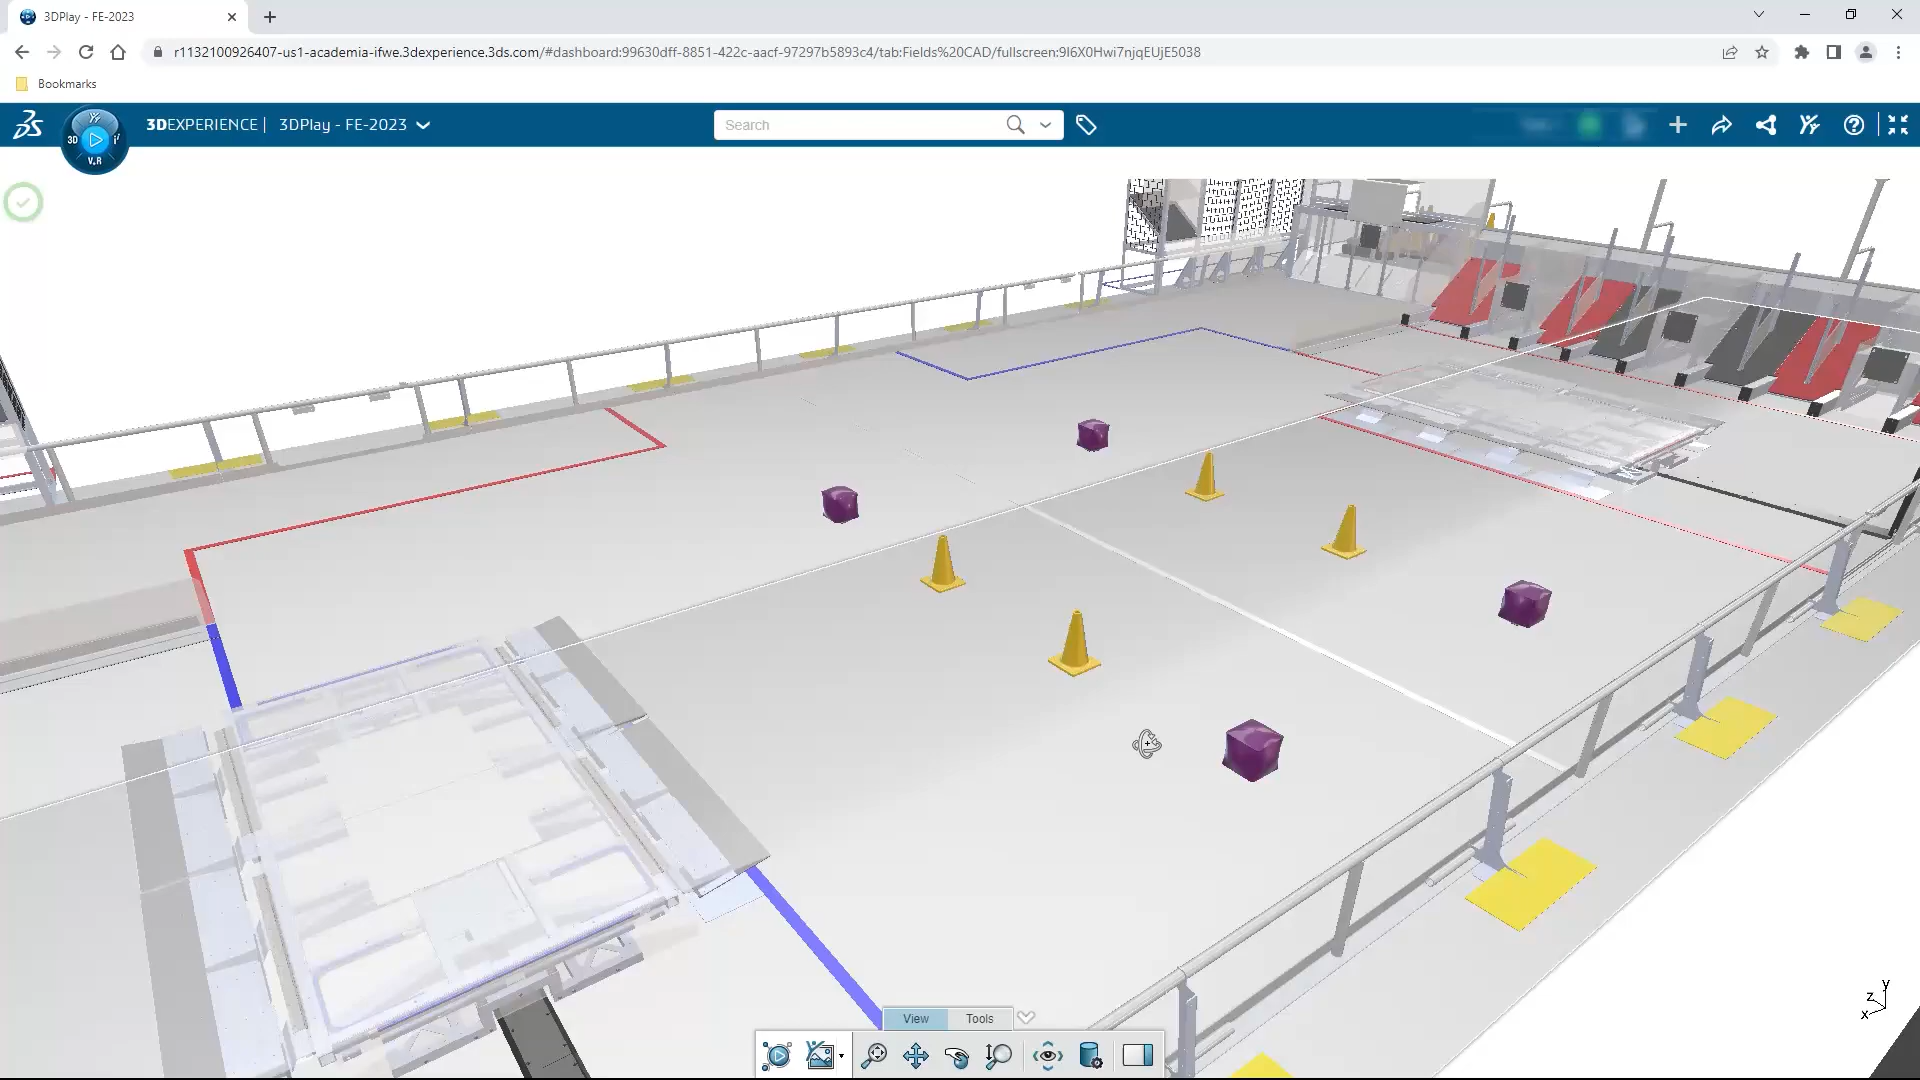 3DPlay - FE-2023
r1132100926407-us1-academia-ifwe.3dexperience.3ds.com/#dashboard:99630dff-8851-422c-aacf-97297b5893c4/tab:Fields%20CAD/fullscreen:9I6X0Hwi7njqEUjE5038
Bookmarks
3DEXPERIENCE | 3DPlay - FE-2023
Search
3D
V.R
View
Tools
y
z
x